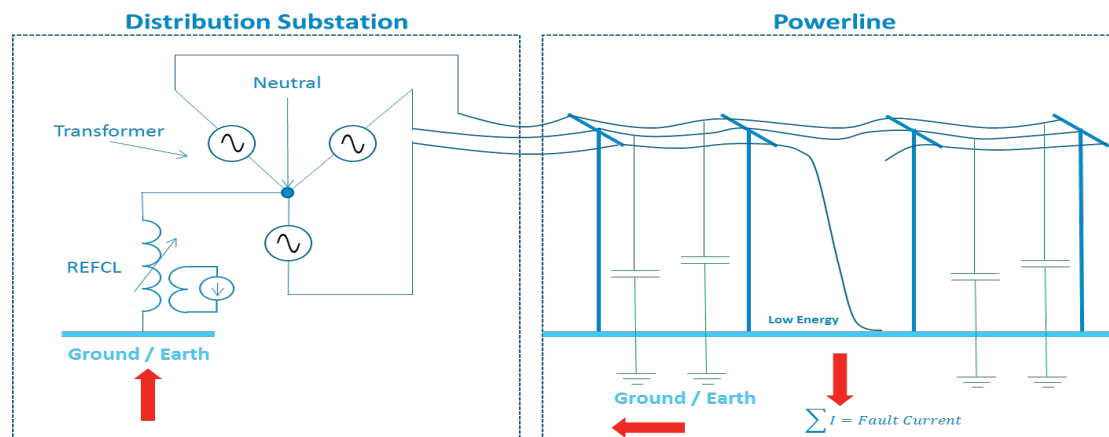 Distribution Substation
Powerline
Neutral
Transformer
REFCL
Low Energy
Ground / Earth
Ground / Earth
∑ I = Fault Current